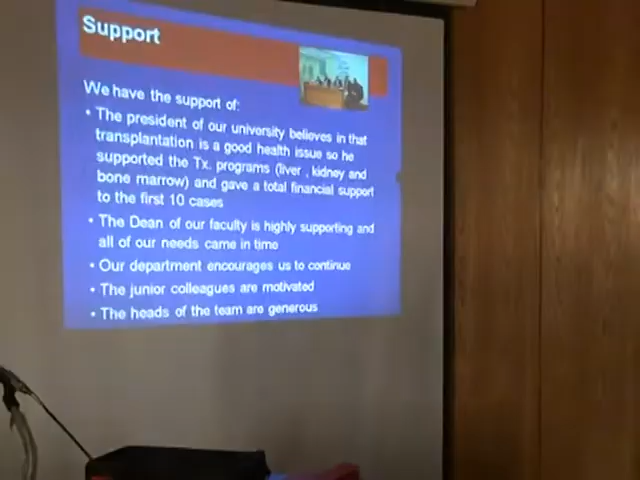 Support
We have the support of:
• The president of our university believes in that
transplantation is a good health issue so he
supported the Tx. programs (liver , kidney and
bone marrow) and gave a total financial support
to the first 10 cases
• The Dean of our faculty is highly supporting and
all of our needs came in time
• Our department encourages us to continue
• The junior colleagues are motivated
• The heads of the team are generous